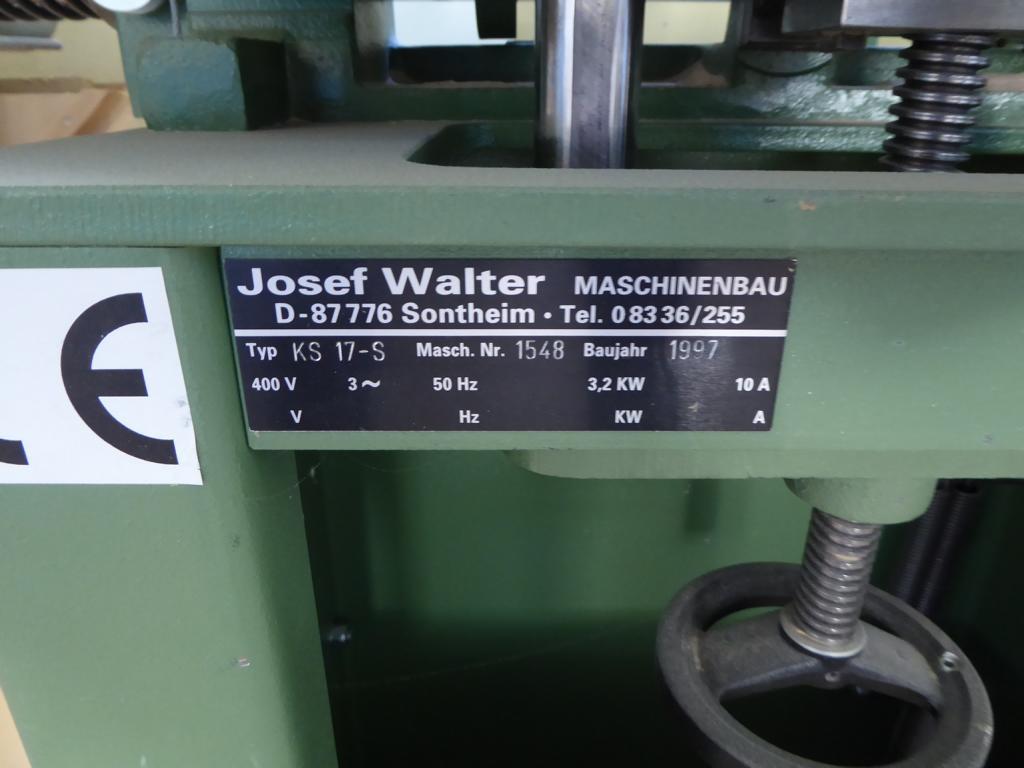 Josef Walter MASCHINENBAU
D-87776 Sontheim • Tel. 08336/255
Typ KS 17-S Masch. Nr. 1548 Baujahr 1997
400 V 3~ 50 Hz 3,2 KW 10 A
V Hz KW A
CE